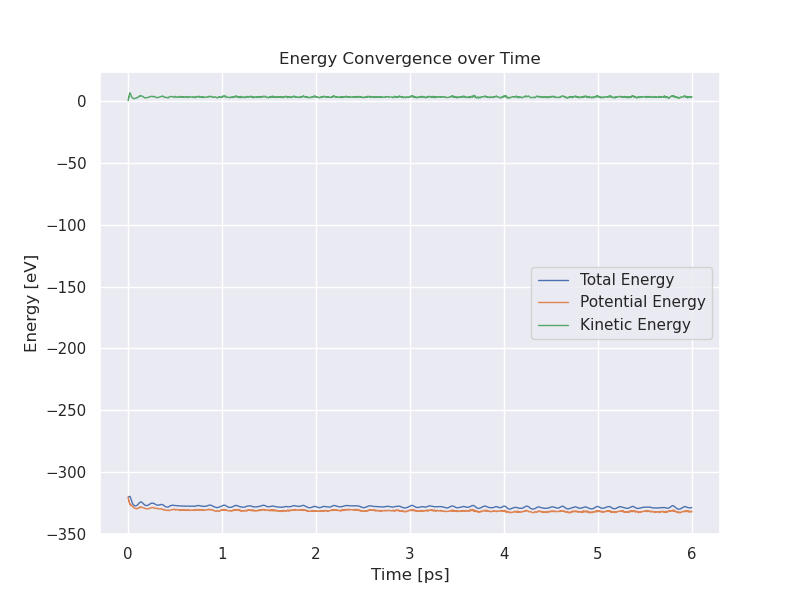 Energy Convergence over Time
0
−50
−100
−150
−200
−250
−300
−350
Energy [eV]
Total Energy
Potential Energy
Kinetic Energy
0 1 2 3 4 5 6
Time [ps]